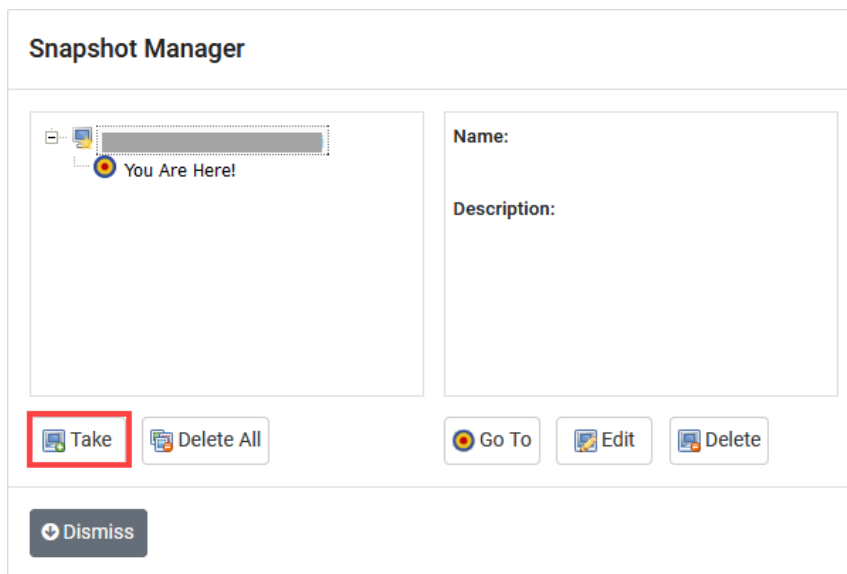 Snapshot Manager
You Are Here!
Name:
Description:
Take
Delete All
Go To
Edit
Delete
Dismiss